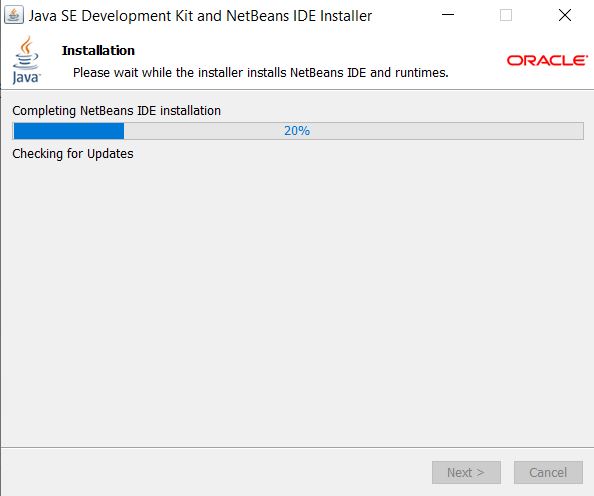 Java SE Development Kit and NetBeans IDE Installer
Installation
Please wait while the installer installs NetBeans IDE and runtimes.
Java
ORACLE
Completing NetBeans IDE installation
20%
Checking for Updates
Next >
Cancel